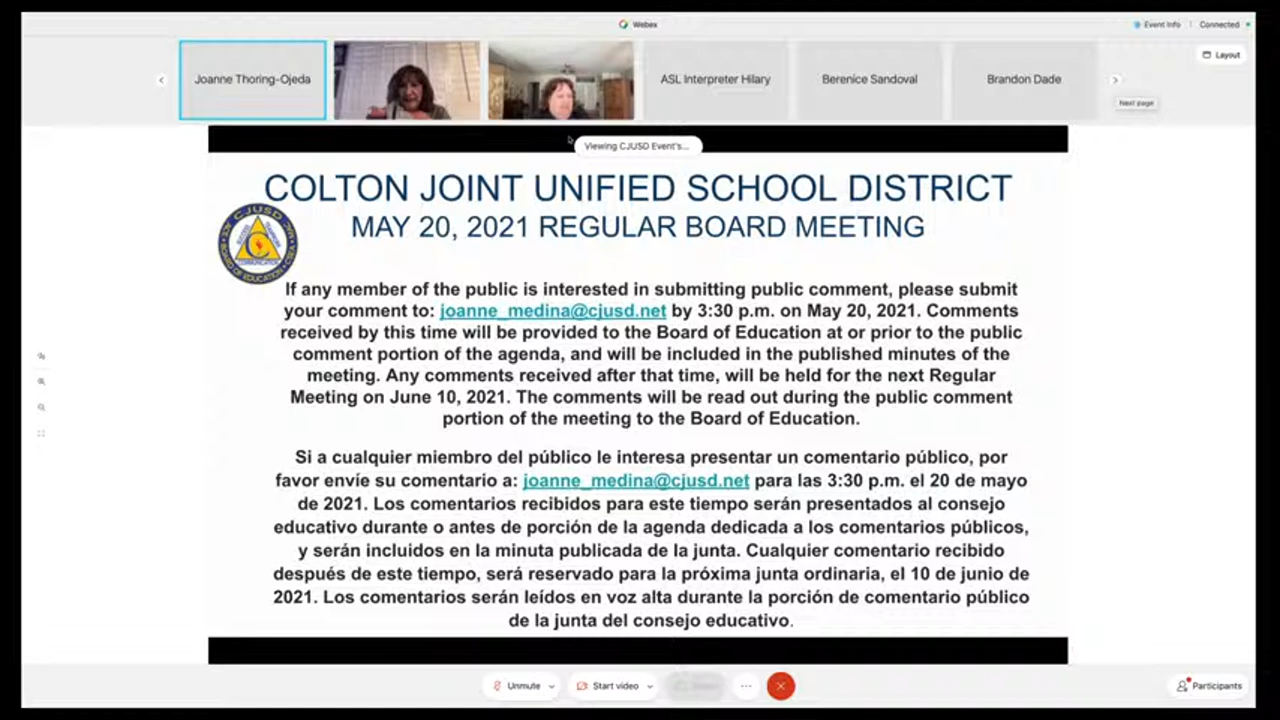 Webex
Event Info
Connected
Joanne Thoring-Ojeda
ASL Interpreter Hilary
Berenice Sandoval
Brandon Dade
Layout
Next page
Viewing CJUSD Event's...
COLTON JOINT UNIFIED SCHOOL DISTRICT
MAY 20, 2021 REGULAR BOARD MEETING
CJUSD
BOARD OF EDUCATION
If any member of the public is interested in submitting public comment, please submit
your comment to: joanne_medina@cjusd.net by 3:30 p.m. on May 20, 2021. Comments
received by this time will be provided to the Board of Education at or prior to the public
comment portion of the agenda, and will be included in the published minutes of the
meeting. Any comments received after that time, will be held for the next Regular
Meeting on June 10, 2021. The comments will be read out during the public comment
portion of the meeting to the Board of Education.
Si a cualquier miembro del público le interesa presentar un comentario público, por
favor envíe su comentario a: joanne_medina@cjusd.net para las 3:30 p.m. el 20 de mayo
de 2021. Los comentarios recibidos para este tiempo serán presentados al consejo
educativo durante o antes de porción de la agenda dedicada a los comentarios públicos,
y serán incluidos en la minuta publicada de la junta. Cualquier comentario recibido
después de este tiempo, será reservado para la próxima junta ordinaria, el 10 de junio de
2021. Los comentarios serán leídos en voz alta durante la porción de comentario público
de la junta del consejo educativo.
Unmute
Start video
Participants